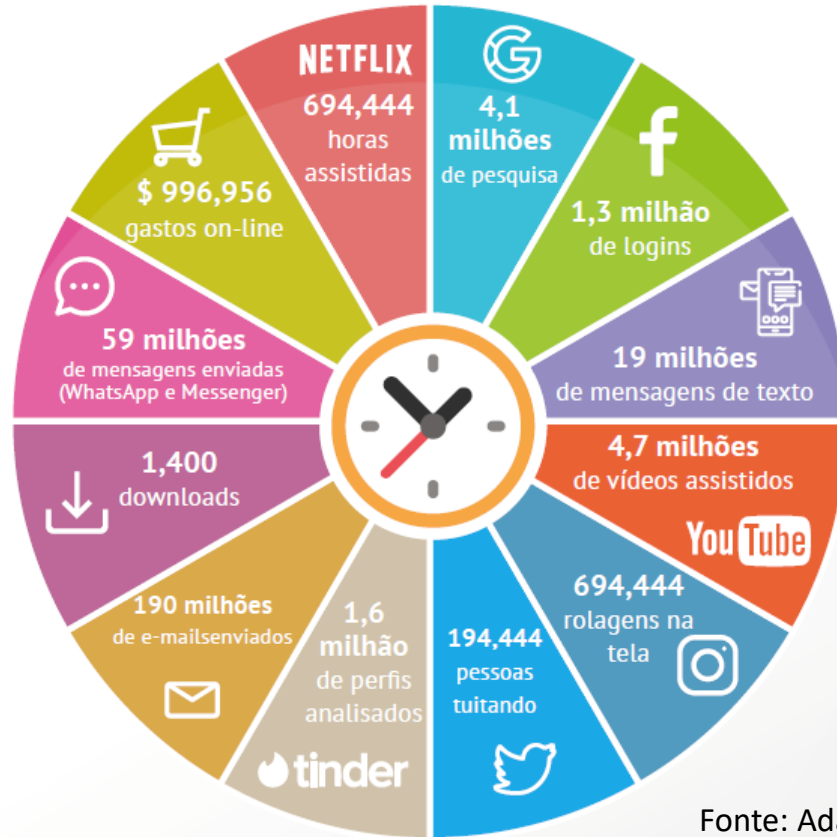 NETFLIX
694,444
horas
assistidas
4,1
milhões
de pesquisa
1,3 milhão
de logins
19 milhões
de mensagens de texto
4,7 milhões
de vídeos assistidos
YouTube
694,444
rolagens na
tela
194,444
pessoas
tuitando
1,6
milhão
de perfis
analisados
tinder
190 milhões
de e-mailsenviados
1,400
downloads
59 milhões
de mensagens enviadas
(WhatsApp e Messenger)
$ 996,956
gastos on-line
Fonte: Ad